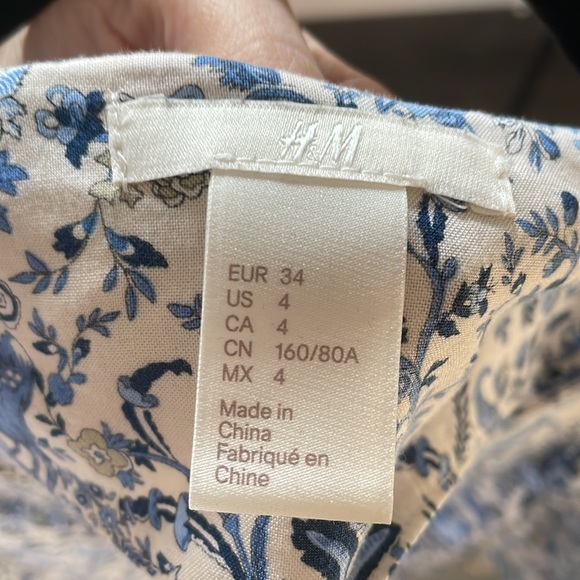 H&M
EUR 34
US 4
CA 4
CN 160/80A
MX 4
Made in
China
Fabriqué en
Chine